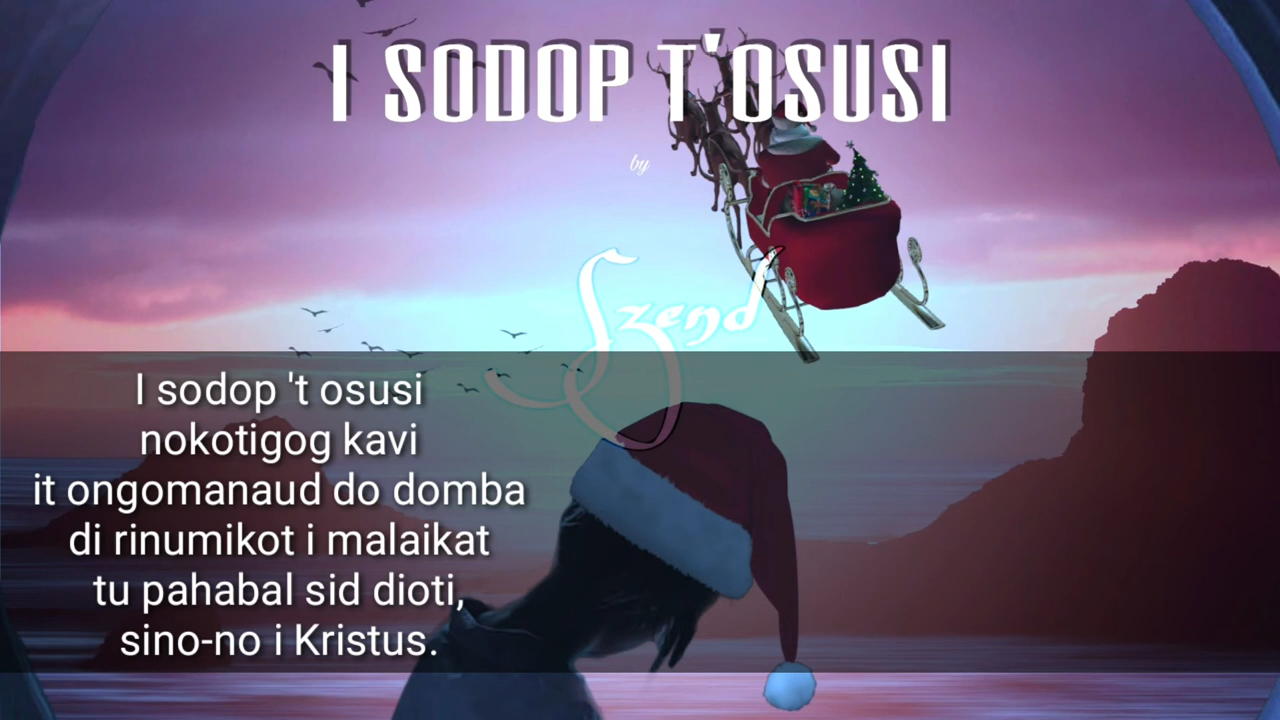 I SODOP T'OSUSI
by
Szend
I sodop 't osusi
nokotigog kavi
it ongomanaud do domba
di rinumikot i malaikat
tu pahabal sid dioti,
sino-no i Kristus.